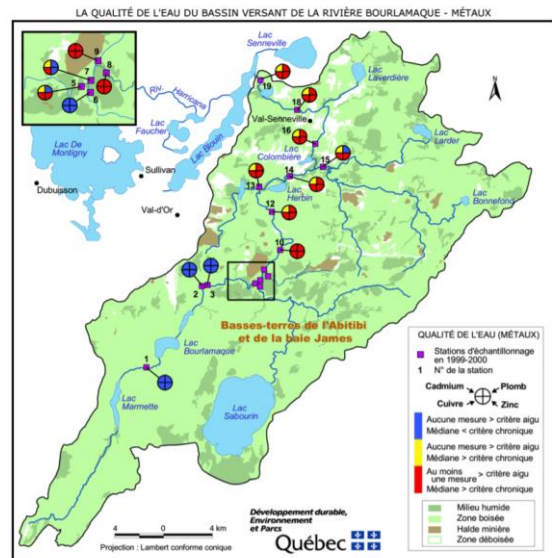 LA QUALITÉ DE L'EAU DU BASSIN VERSANT DE LA RIVIÈRE BOURLAMAQUE - MÉTAUX
Lac
Senneville
9
8
7
5
6
19
Lac
Laverdière
N
RN-
Harricana
18
Val-Senneville
Lac
Faucher
Lac Blouin
16
Lac
Larder
Lac De
Montigny
Lac
Colombière
15
14
Sullivan
Dubuisson
13
Lac
Herbin
Lac
Bonnefond
Val-d'Or
12
10
2
3
Basses-terres de l'Abitibi
et de la baie James
1
Lac
Bourlamaque
Lac
Marmette
Lac
Sabourin
QUALITÉ DE L'EAU (MÉTAUX)
Stations d'échantillonnage
en 1999-2000
1 N° de la station
Cadmium Plomb
Cuivre Zinc
Aucune mesure > critère aigu
Médiane < critère chronique
Aucune mesure > critère aigu
Médiane > critère chronique
Au moins
une mesure > critère aigu
Médiane > critère chronique
Milieu humide
Zone boisée
Halde minière
Zone déboisée
4 0 4 km
Projection : Lambert conforme conique
Développement durable,
Environnement
et Parcs
Québec